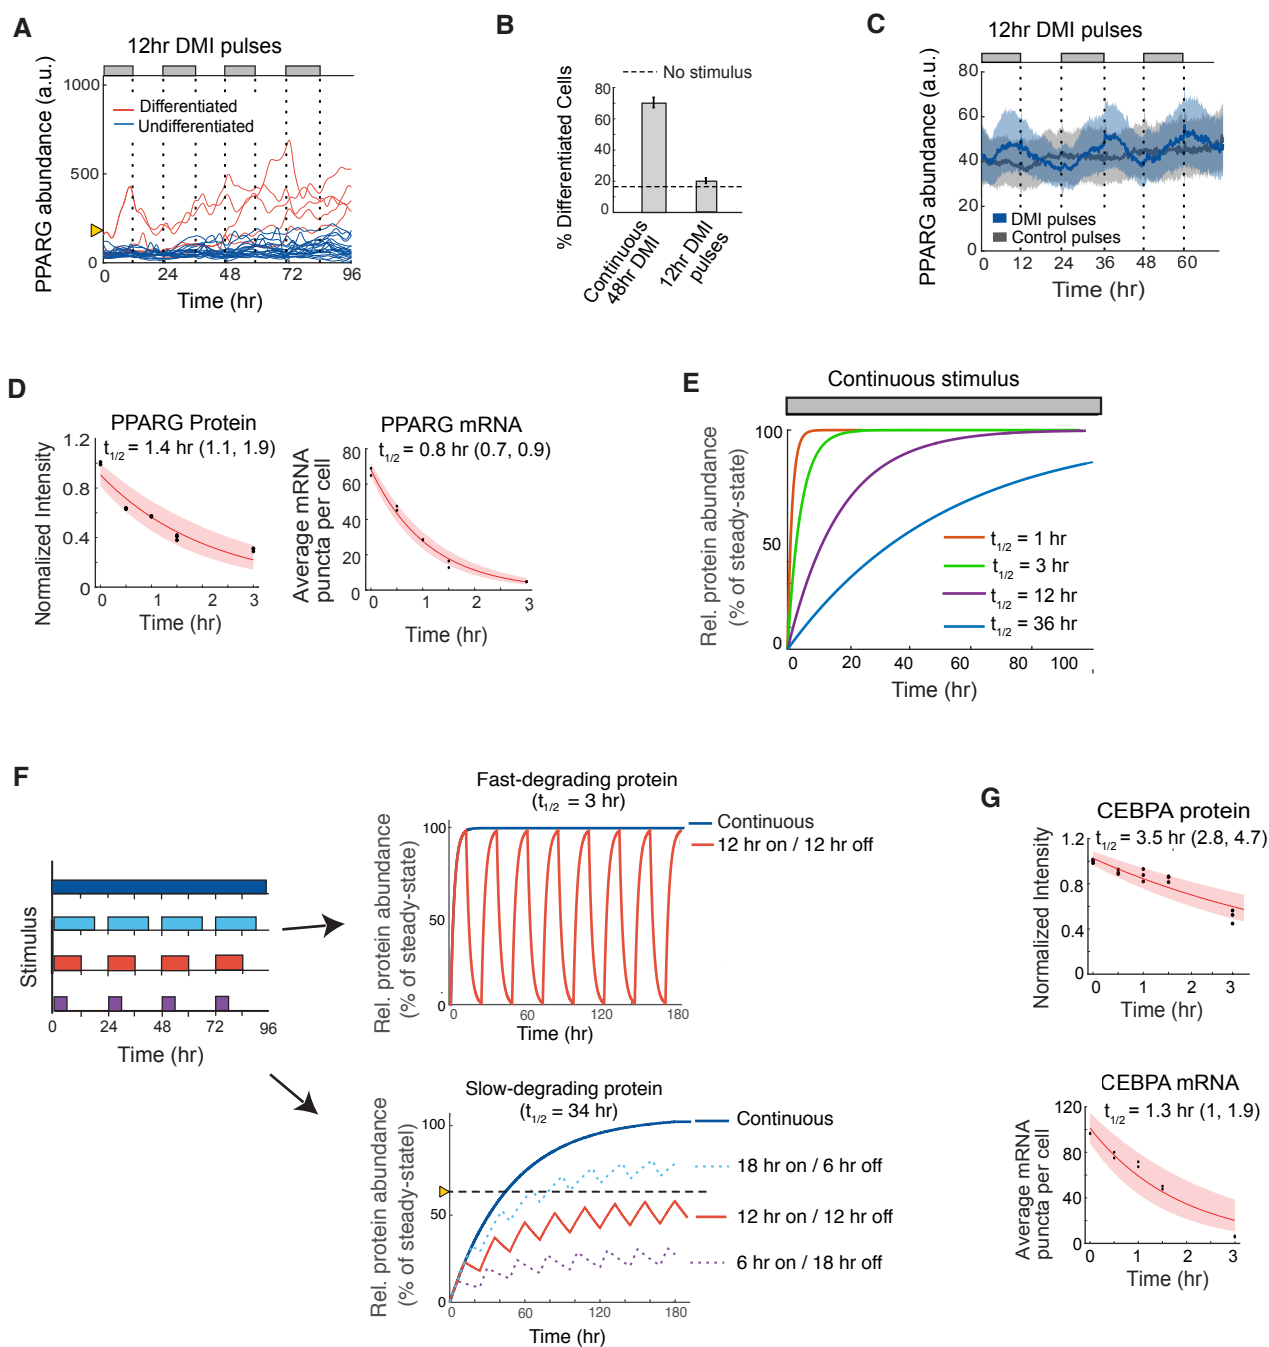 A
12hr DMI pulses
PPARG abundance (a.u.)
1000
500
0
Differentiated
Undifferentiated
0 24 48 72 96
Time (hr)
B
No stimulus
% Differentiated Cells
80
60
40
20
0
Continuous
48hr DMI
12hr DMI
pulses
C
12hr DMI pulses
PPARG abundance (a.u.)
80
60
40
20
0
DMI pulses
Control pulses
0 12 24 36 48 60
Time (hr)
D
PPARG Protein
t1/2 = 1.4 hr (1.1, 1.9)
Normalized Intensity
1.2
0.8
0.4
0
0 1 2 3
Time (hr)
PPARG mRNA
t1/2 = 0.8 hr (0.7, 0.9)
Average mRNA
puncta per cell
80
60
40
20
0
0 1 2 3
Time (hr)
E
Continuous stimulus
Rel. protein abundance
(% of steady-state)
100
50
0
t1/2 = 1 hr
t1/2 = 3 hr
t1/2 = 12 hr
t1/2 = 36 hr
0 20 40 60 80 100
Time (hr)
F
Stimulus
0 24 48 72 96
Time (hr)
Fast-degrading protein
(t1/2 = 3 hr)
Rel. protein abundance
(% of steady-state)
100
50
0
Continuous
12 hr on / 12 hr off
0 60 120 180
Time (hr)
Slow-degrading protein
(t1/2 = 34 hr)
Rel. protein abundance
(% of steady-statel)
100
50
0
Continuous
18 hr on / 6 hr off
12 hr on / 12 hr off
6 hr on / 18 hr off
0 60 120 180
Time (hr)
G
CEBPA protein
t1/2 = 3.5 hr (2.8, 4.7)
Normalized Intensity
1.2
0.8
0.4
0
0 1 2 3
Time (hr)
CEBPA mRNA
t1/2 = 1.3 hr (1, 1.9)
Average mRNA
puncta per cell
120
80
40
0
0 1 2 3
Time (hr)